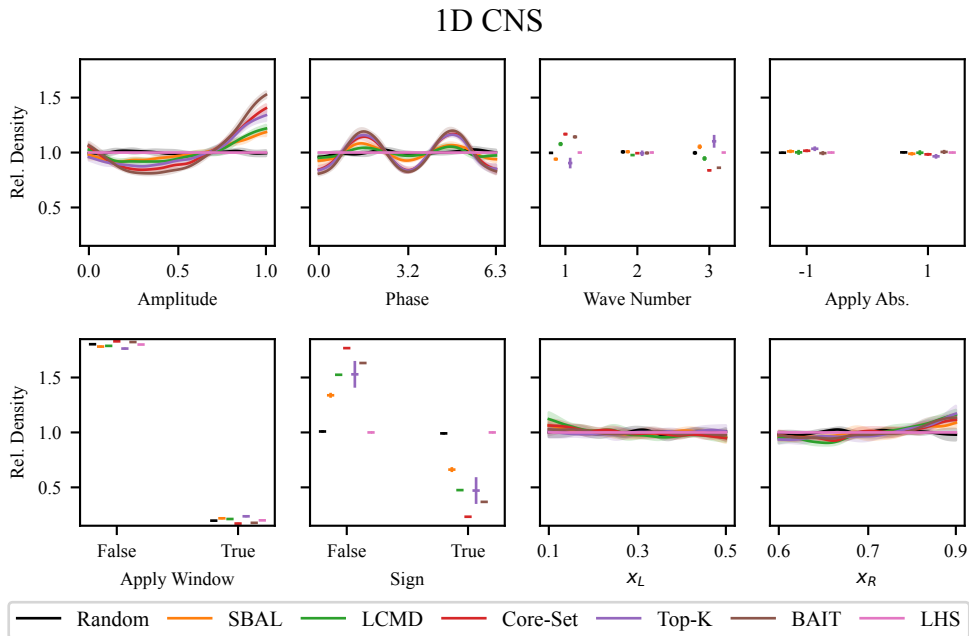 1D CNS
Rel. Density
1.5
1.0
0.5
0.0 0.5 1.0
Amplitude
0.0 3.2 6.3
Phase
1 2 3
Wave Number
-1 1
Apply Abs.
Rel. Density
1.5
1.0
0.5
False True
Apply Window
False True
Sign
0.1 0.3 0.5
x_L
0.6 0.7 0.9
x_R
Random SBAL LCMD Core-Set Top-K BAIT LHS